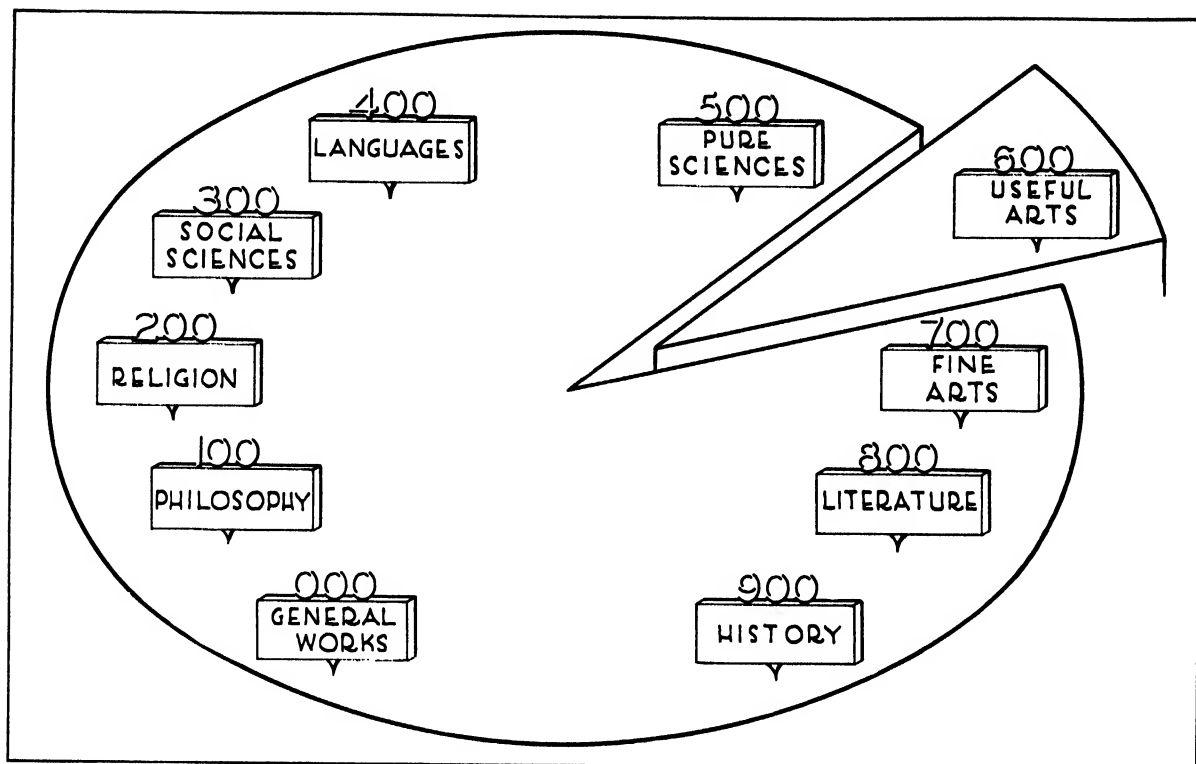 400
LANGUAGES
500
PURE
SCIENCES
600
USEFUL
ARTS
300
SOCIAL
SCIENCES
200
RELIGION
700
FINE
ARTS
100
PHILOSOPHY
800
LITERATURE
000
GENERAL
WORKS
900
HISTORY